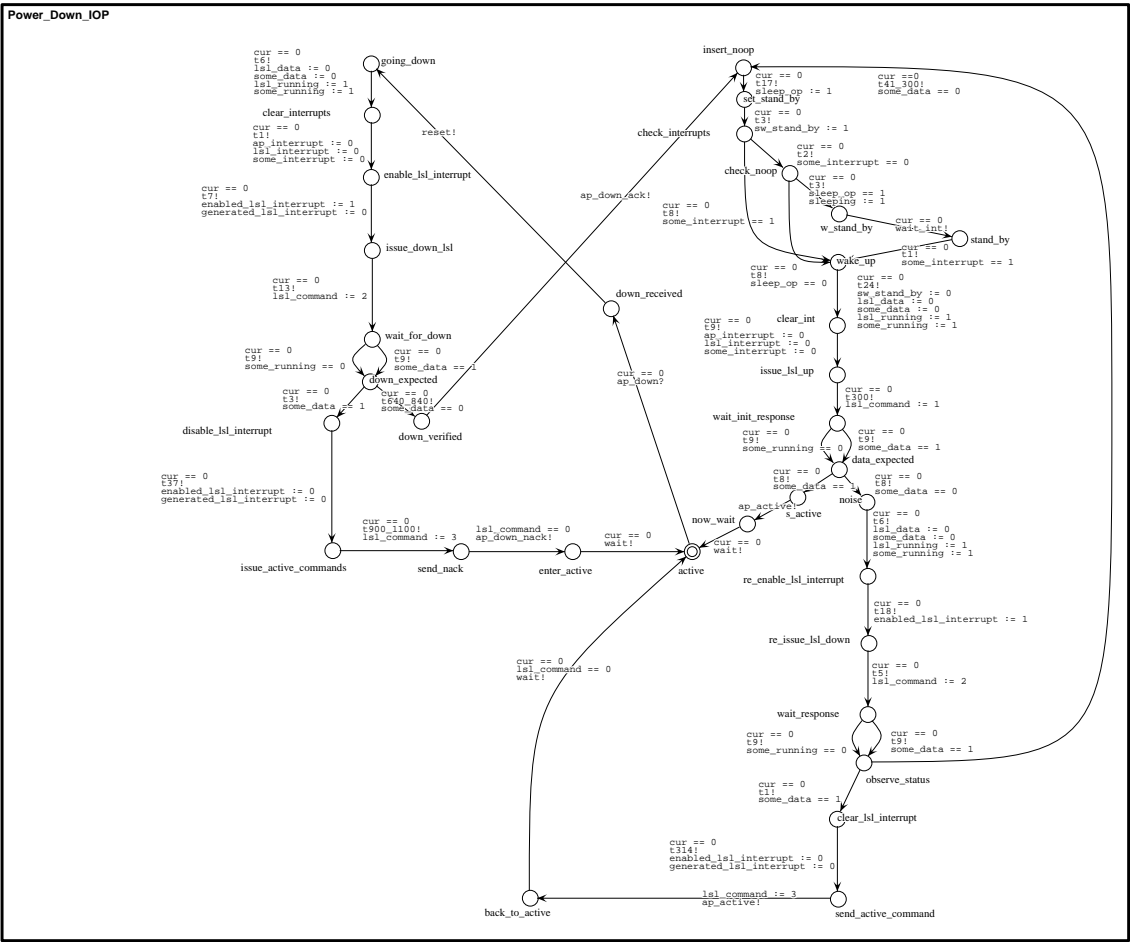 Power_Down_IOP
cur == 0
t6!
lsl_data := 0
some_data := 0
lsl_running := 1
some_running := 1
going_down
clear_interrupts
cur == 0
t1!
ap_interrupt := 0
lsl_interrupt := 0
some_interrupt := 0
enable_lsl_interrupt
cur == 0
t7!
enabled_lsl_interrupt := 1
generated_lsl_interrupt := 0
issue_down_lsl
cur == 0
t13!
lsl_command := 2
wait_for_down
cur == 0
t9!
some_running == 0
cur == 0
t9!
some_data == 1
down_expected
cur == 0
t3!
some_data == 1
cur == 0
t640_840!
some_data == 0
disable_lsl_interrupt
down_verified
cur == 0
t37!
enabled_lsl_interrupt := 0
generated_lsl_interrupt := 0
issue_active_commands
cur == 0
t900_1100!
lsl_command := 3
send_nack
lsl_command == 0
ap_down_nack!
enter_active
cur == 0
wait!
active
reset!
down_received
cur == 0
ap_down?
ap_down_ack!
insert_noop
cur == 0
t17!
sleep_op := 1
cur ==0
t41_300!
some_data == 0
set_stand_by
cur == 0
t3!
sw_stand_by := 1
check_interrupts
cur == 0
t2!
some_interrupt == 0
check_noop
cur == 0
t3!
sleep_op == 1
sleeping := 1
cur == 0
t8!
some_interrupt == 1
w_stand_by
cur == 0
wait_int!
stand_by
cur == 0
t1!
some_interrupt == 1
wake_up
cur == 0
t8!
sleep_op == 0
cur == 0
t24!
sw_stand_by := 0
lsl_data := 0
some_data := 0
lsl_running := 1
some_running := 1
clear_int
cur == 0
t9!
ap_interrupt := 0
lsl_interrupt := 0
some_interrupt := 0
issue_lsl_up
cur == 0
t300!
lsl_command := 1
wait_init_response
cur == 0
t9!
some_running == 0
cur == 0
t9!
some_data == 1
data_expected
cur == 0
t8!
some_data == 1
cur == 0
t8!
some_data == 0
s_active
noise
ap_active!
now_wait
cur == 0
wait!
cur == 0
t6!
lsl_data := 0
some_data := 0
lsl_running := 1
some_running := 1
re_enable_lsl_interrupt
cur == 0
t18!
enabled_lsl_interrupt := 1
re_issue_lsl_down
cur == 0
t5!
lsl_command := 2
wait_response
cur == 0
t9!
some_running == 0
cur == 0
t9!
some_data == 1
observe_status
cur == 0
t1!
some_data == 1
clear_lsl_interrupt
cur == 0
t314!
enabled_lsl_interrupt := 0
generated_lsl_interrupt := 0
send_active_command
lsl_command := 3
ap_active!
back_to_active
cur == 0
lsl_command == 0
wait!